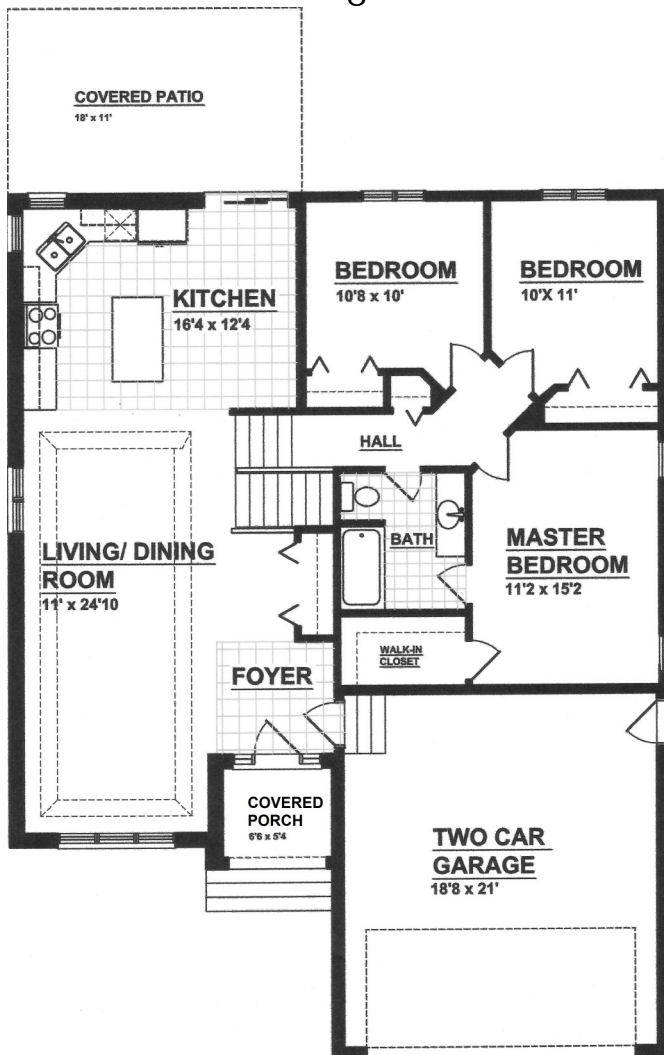 COVERED PATIO
18' x 11'
BEDROOM
10'8 x 10'
BEDROOM
10'X 11'
KITCHEN
16'4 x 12'4
HALL
LIVING/ DINING
ROOM
11' x 24'10
BATH
MASTER
BEDROOM
11'2 x 15'2
WALK-IN
CLOSET
FOYER
COVERED
PORCH
6'6 x 5'4
TWO CAR
GARAGE
18'8 x 21'